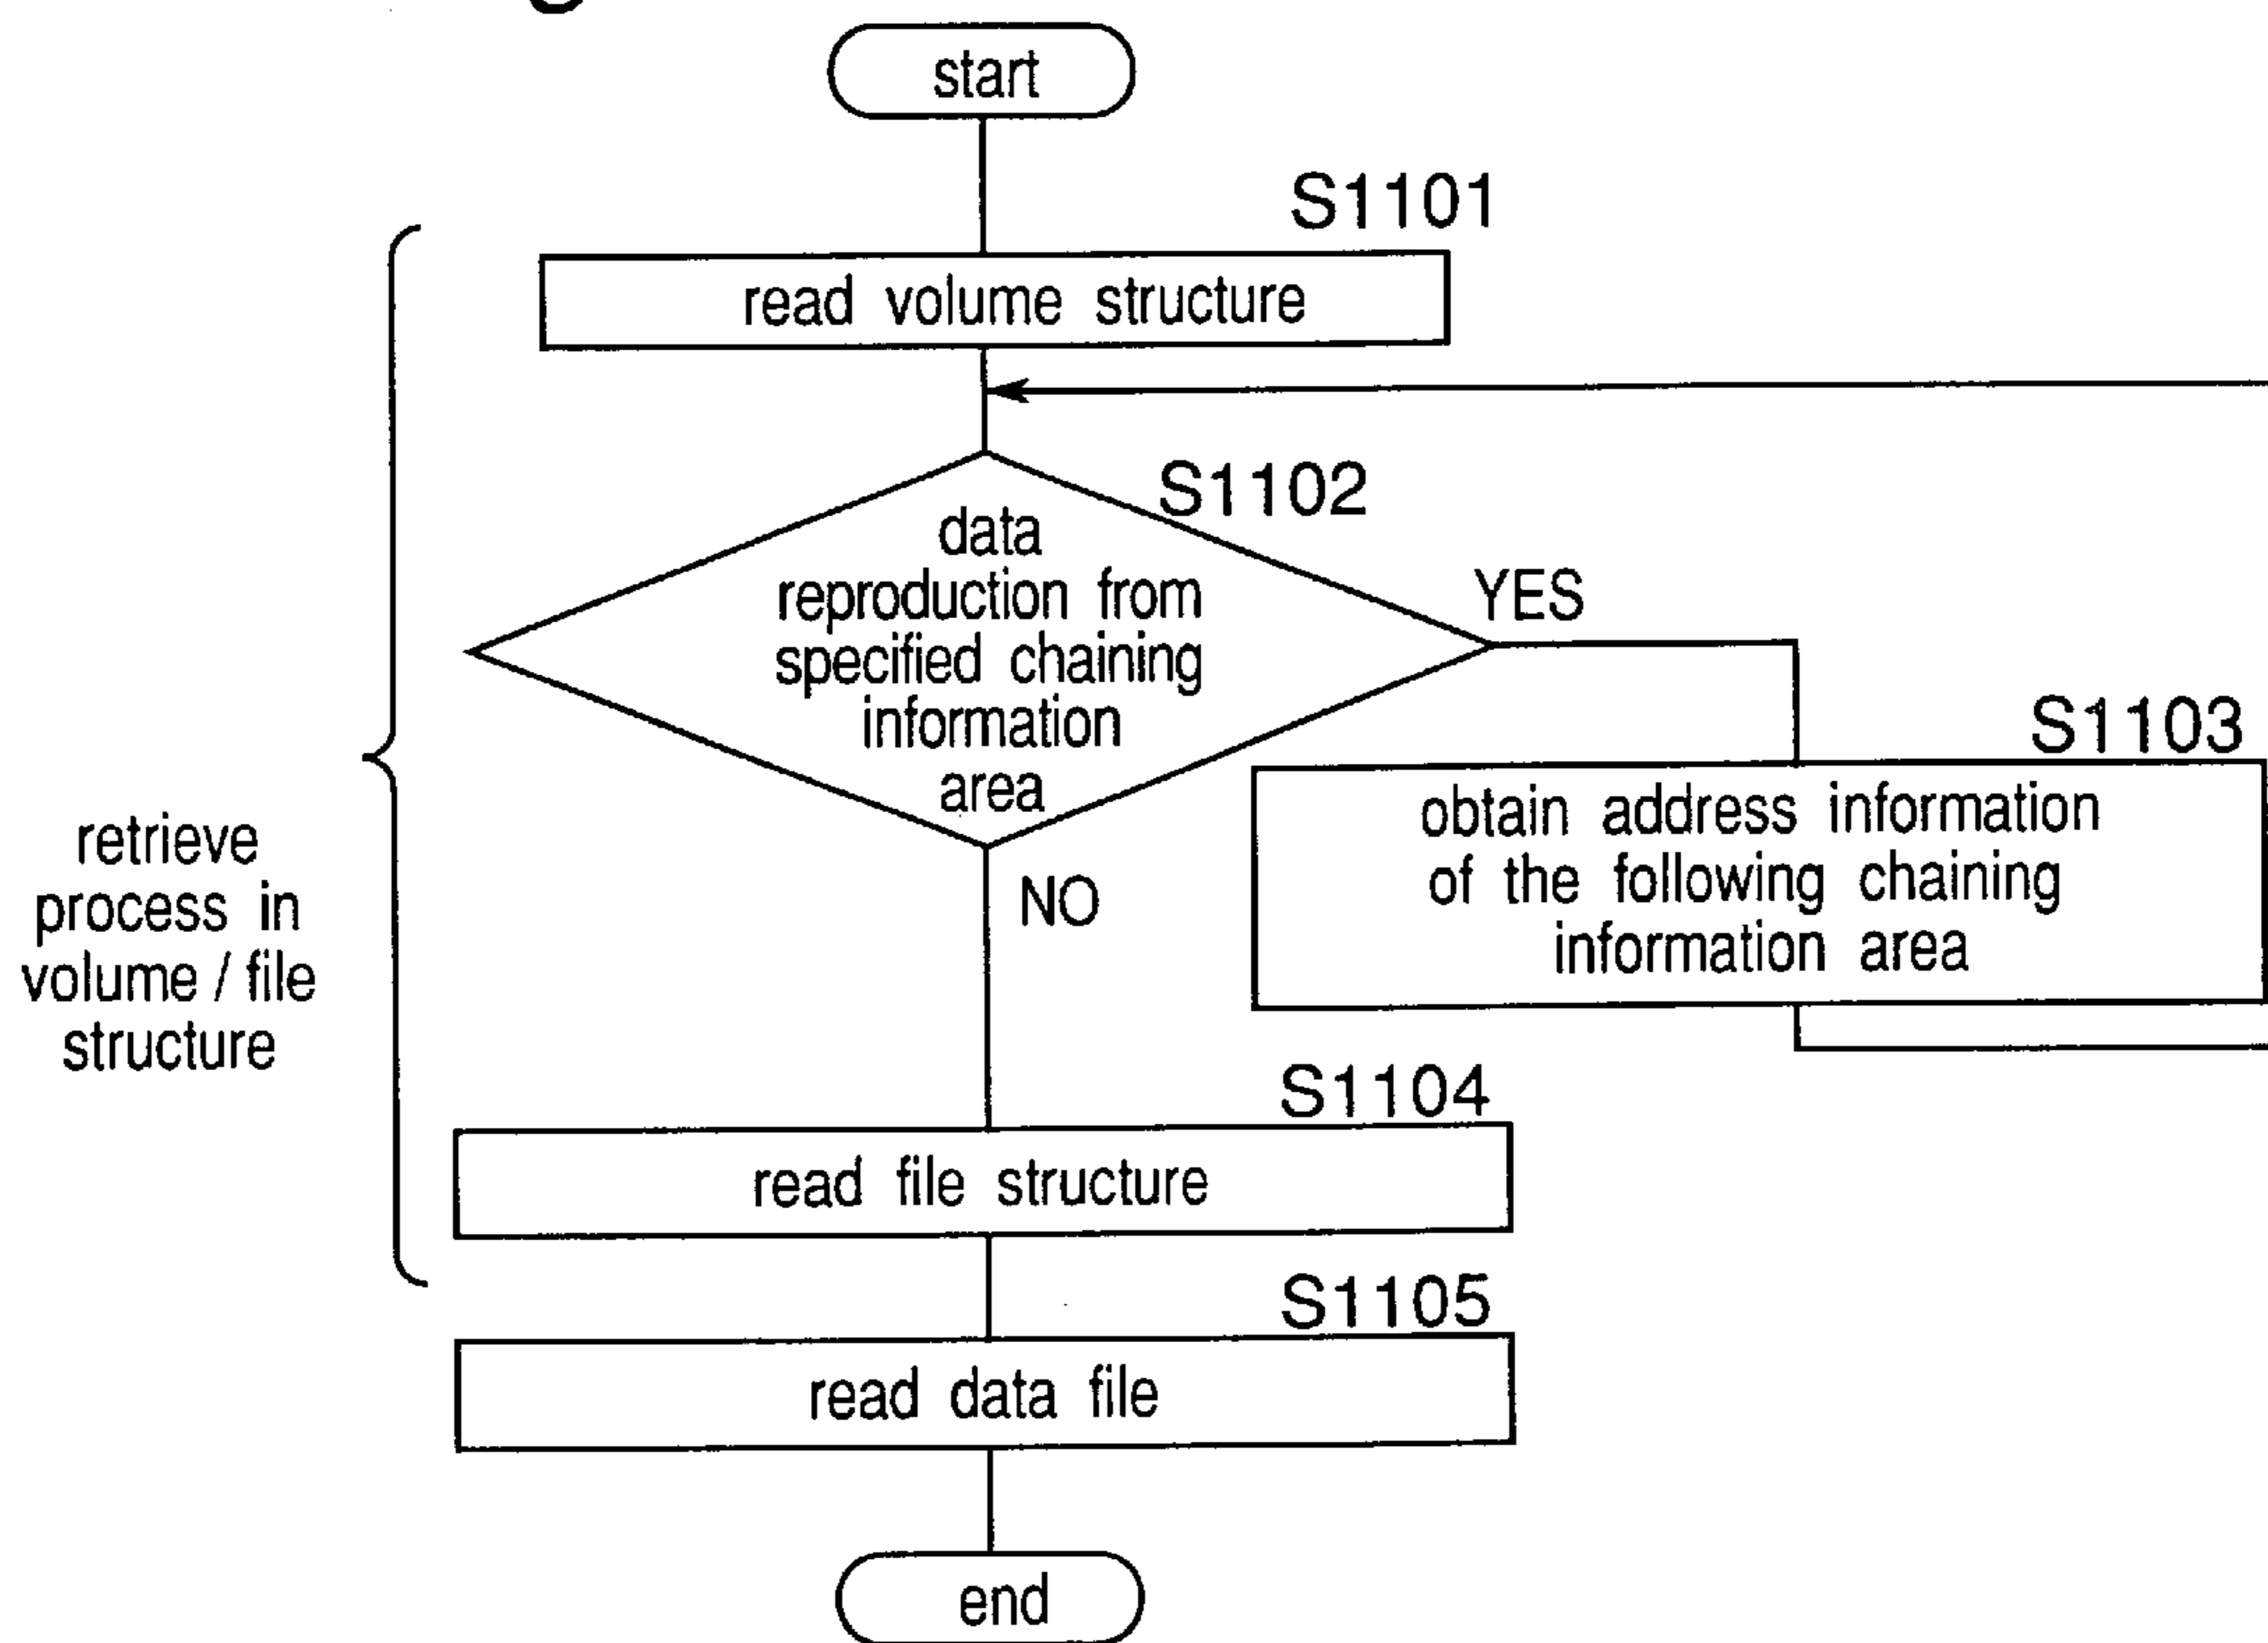 start
S1101
read volume structure
S1102
data
reproduction from
specified chaining
information
area
YES
S1103
obtain address information
of the following chaining
information area
NO
retrieve
process in
volume / file
structure
S1104
read file structure
S1105
read data file
end